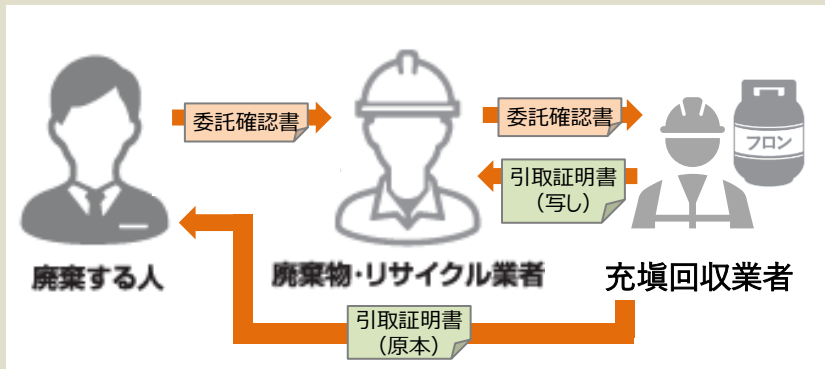 委託確認書
委託確認書
フロン
引取証明書
（写し）
廃棄する人
廃棄物・リサイクル業者
充塡回収業者
引取証明書
（原本）